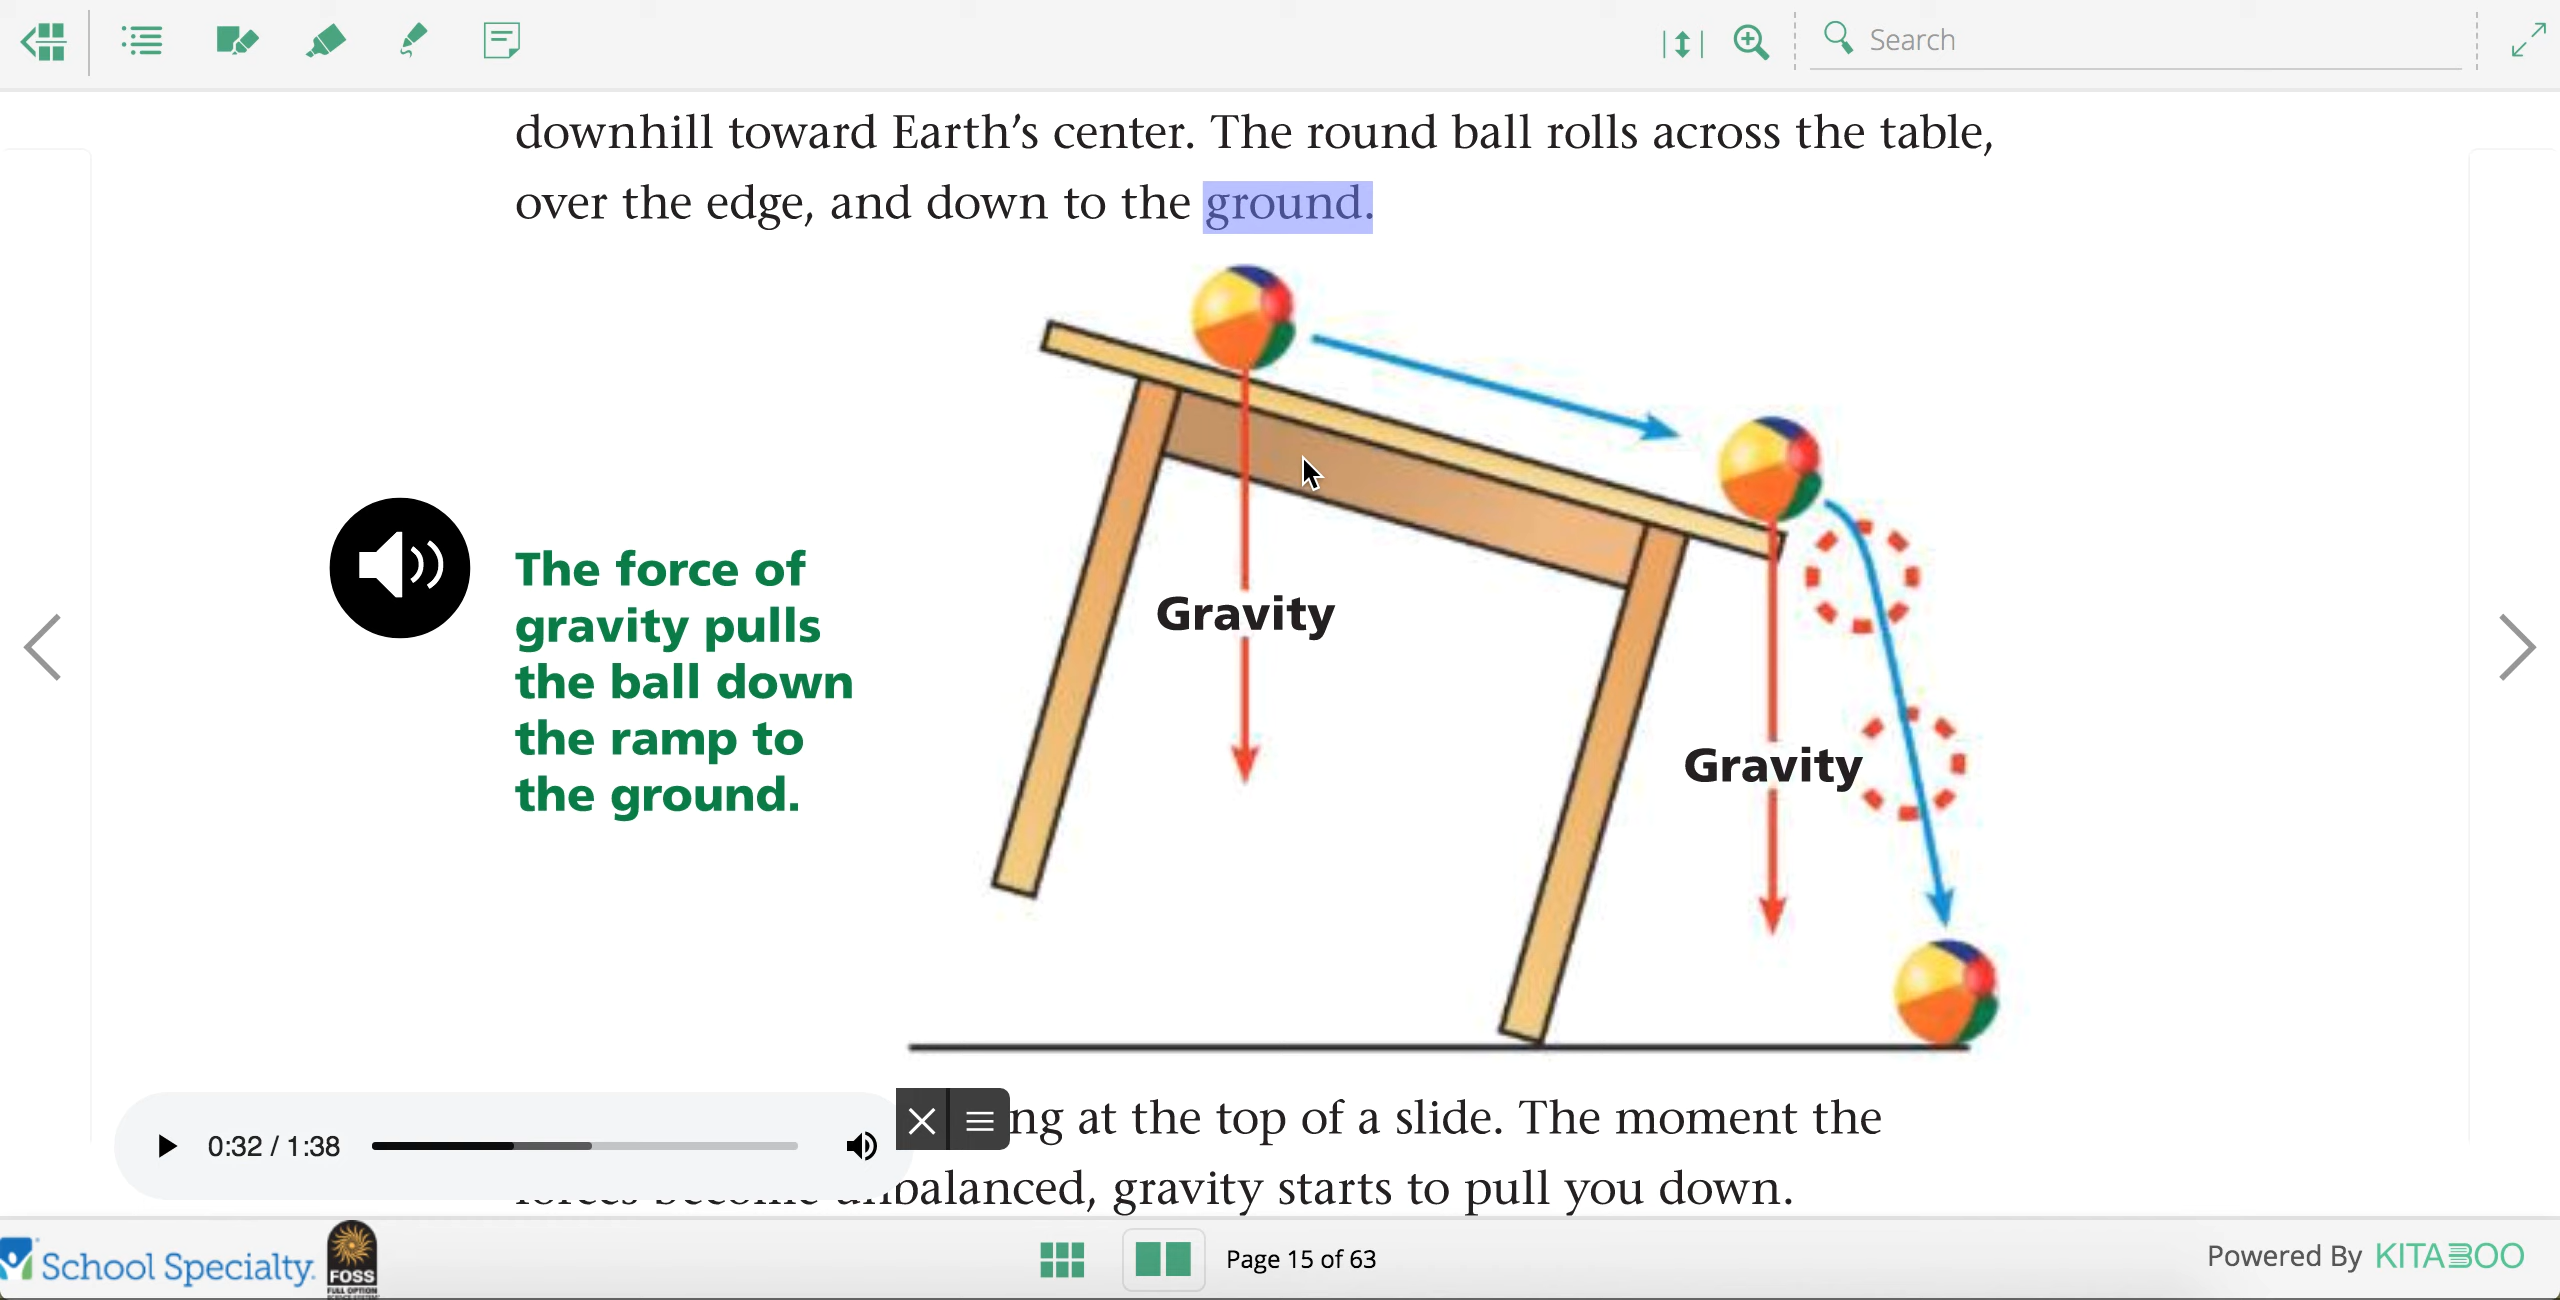 Search
downhill toward Earth’s center. The round ball rolls across the table,
over the edge, and down to the ground.
The force of
gravity pulls
the ball down
the ramp to
the ground.
Gravity
Gravity
0:32 / 1:38
ng at the top of a slide. The moment the
balanced, gravity starts to pull you down.
School Specialty.
FOSS
FULL OPTION
Page 15 of 63
Powered By KITABOO